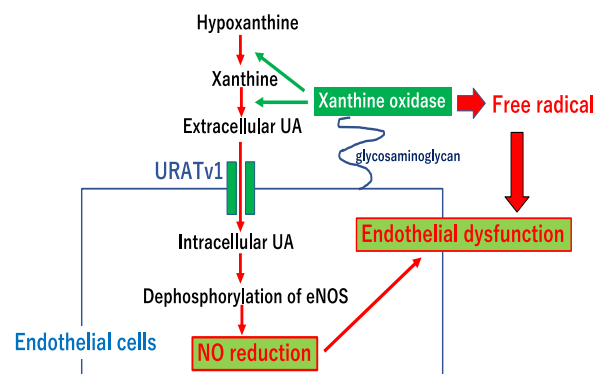 Hypoxanthine
Xanthine
Xanthine oxidase
Free radical
Extracellular UA
glycosaminoglycan
URATv1
Intracellular UA
Endothelial dysfunction
Dephosphorylation of eNOS
Endothelial cells
NO reduction